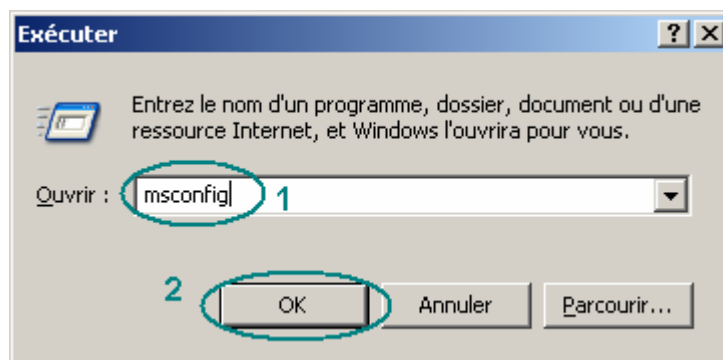 Exécuter
Entrez le nom d'un programme, dossier, document ou d'une
ressource Internet, et Windows l'ouvrira pour vous.
Ouvrir : msconfig 1
2 OK Annuler Parcourir...